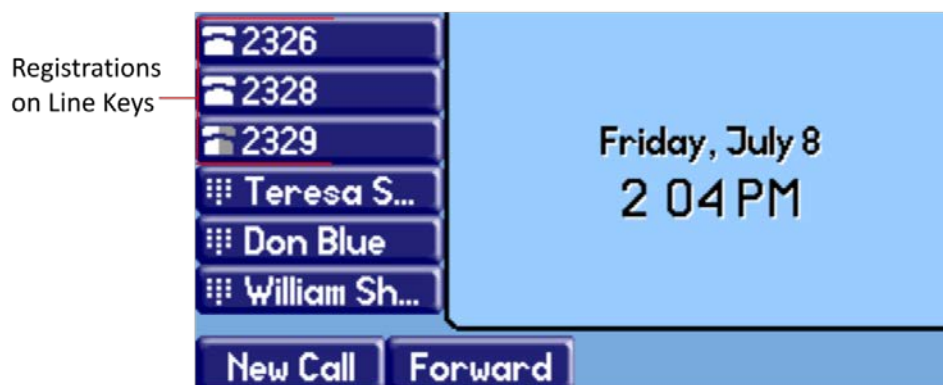 Registrations
on Line Keys
2326
2328
2329
Teresa S...
Don Blue
William Sh...
Friday, July 8
2 04 PM
New Call
Forward